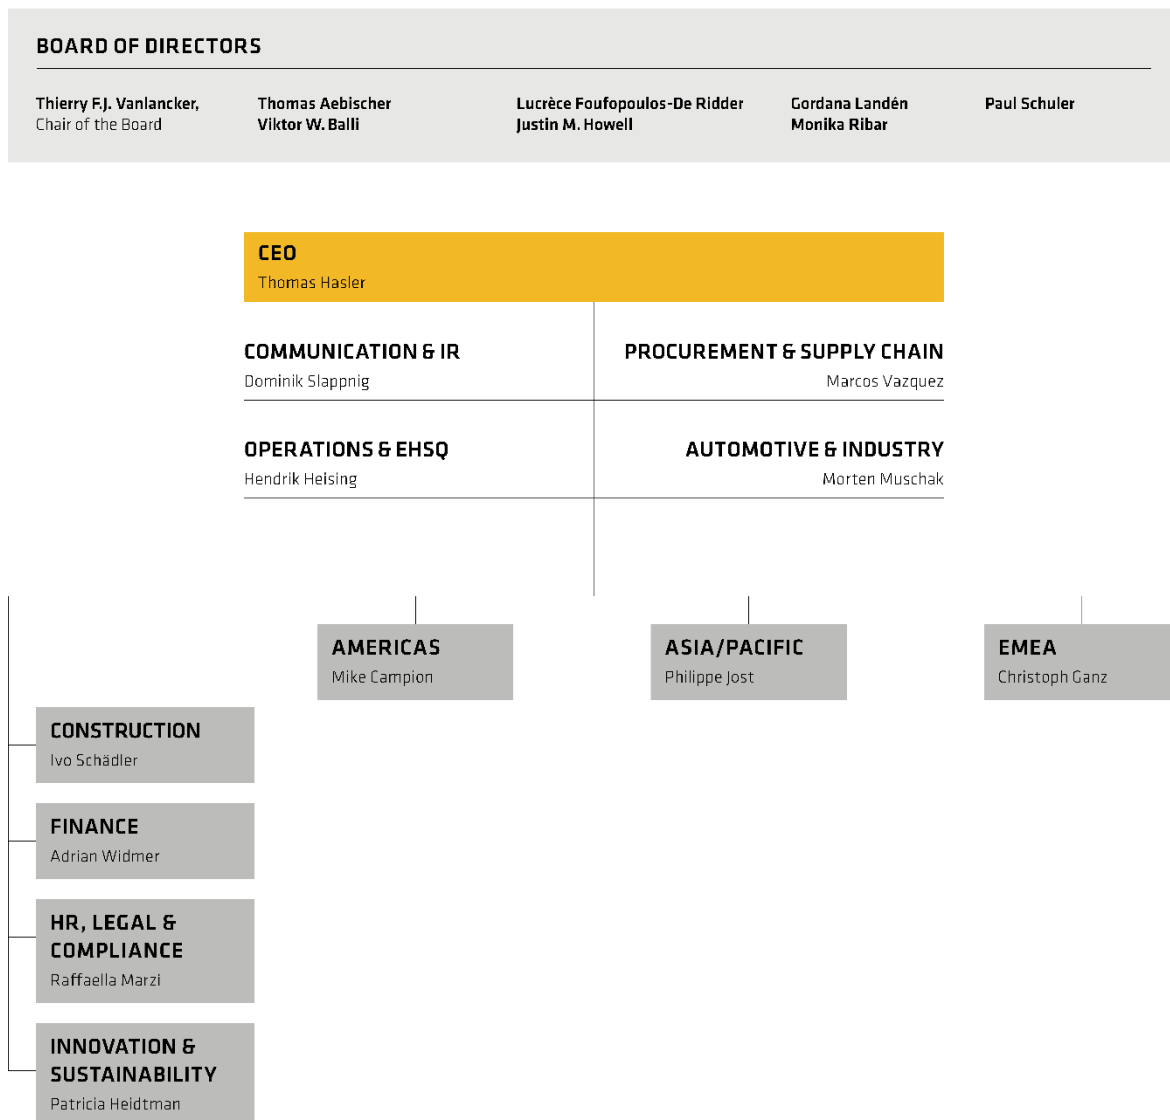 BOARD OF DIRECTORS
Thierry F.J. Vanlancker,
Chair of the Board
Thomas Aebischer
Viktor W. Balli
Lucrèce Foufopoulos-De Ridder
Justin M. Howell
Gordana Landén
Monika Ribar
Paul Schuler
CEO
Thomas Hasler
COMMUNICATION & IR
Dominik Slappnig
PROCUREMENT & SUPPLY CHAIN
Marcos Vazquez
OPERATIONS & EHSQ
Hendrik Heising
AUTOMOTIVE & INDUSTRY
Morten Muschak
AMERICAS
Mike Campion
ASIA/PACIFIC
Philippe Jost
EMEA
Christoph Ganz
CONSTRUCTION
Ivo Schädler
FINANCE
Adrian Widmer
HR, LEGAL &
COMPLIANCE
Raffaella Marzi
INNOVATION &
SUSTAINABILITY
Patricia Heidtman